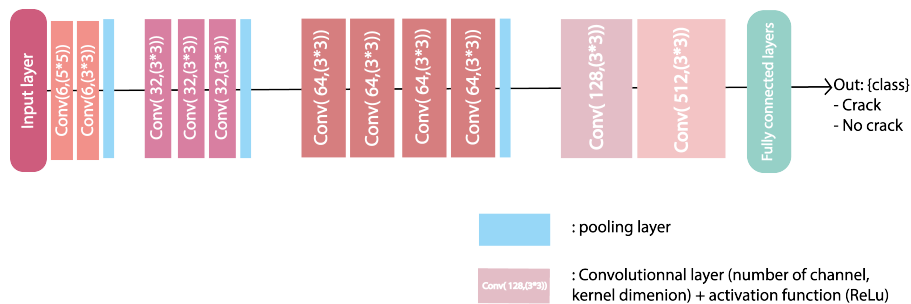 Input layer
Conv(6,(5*5))
Conv(6,(3*3))
Conv( 32,(3*3))
Conv( 32,(3*3))
Conv( 32,(3*3))
Conv( 64,(3*3))
Conv( 64,(3*3))
Conv( 64,(3*3))
Conv( 64,(3*3))
Conv( 128,(3*3))
Conv( 512,(3*3))
Fully connected layers
Out: {class}
- Crack
- No crack
: pooling layer
Conv( 128,(3*3))
: Convolutionnal layer (number of channel,
kernel dimenion) + activation function (ReLu)